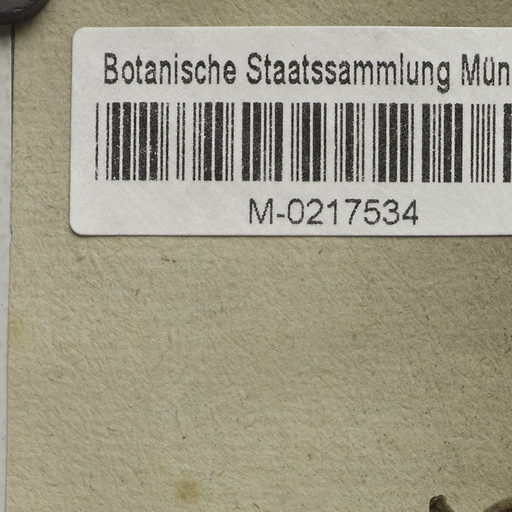 Botanische Staatssammlung Mün
M-0217534